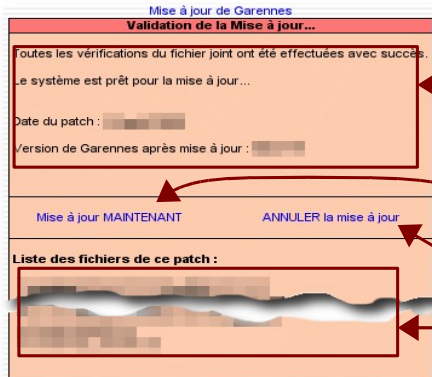 Mise à jour de Garennes
Validation de la Mise à jour...
Toutes les vérifications du fichier joint ont été effectuées avec succès.
Le système est prêt pour la mise à jour...
Date du patch :
Version de Garennes après mise à jour :
Mise à jour MAINTENANT ANNULER la mise à jour
Liste des fichiers de ce patch :